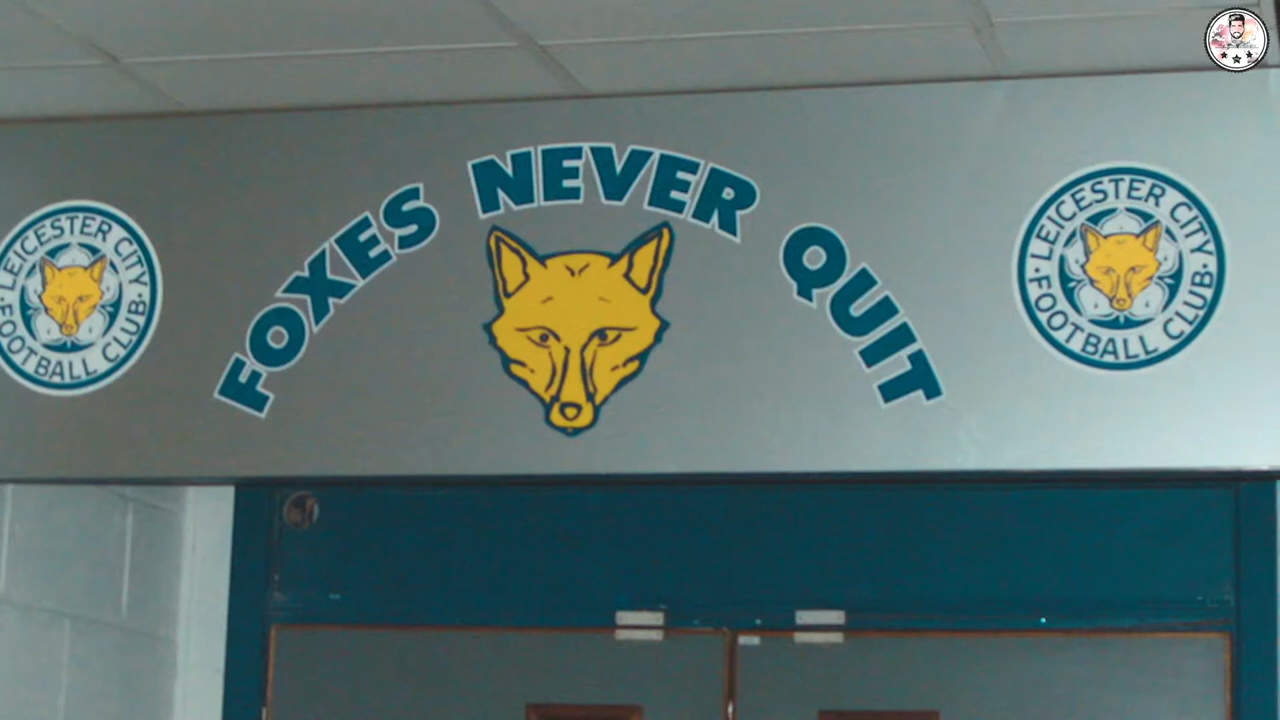 FOXES NEVER QUIT
LEICESTER CITY
FOOTBALL CLUB
LEICESTER CITY
FOOTBALL CLUB